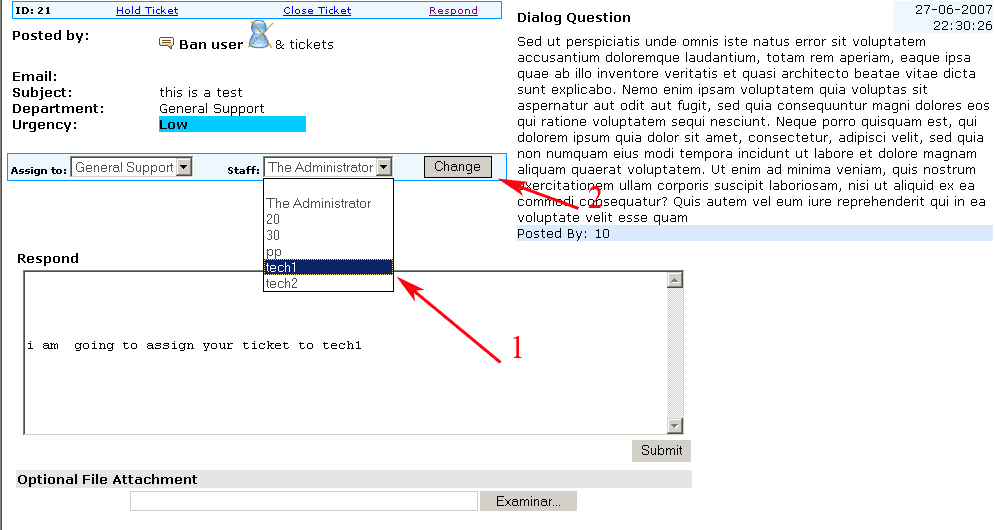 ID: 21 Hold Ticket Close Ticket Respond
Posted by:
Ban user & tickets
Email:
Subject: this is a test
Department: General Support
Urgency: Low
Assign to: General Support Staff: The Administrator Change
The Administrator
20
30
pp
tech1
tech2
1
2
Dialog Question
27-06-2007
22:30:26
Sed ut perspiciatis unde omnis iste natus error sit voluptatem
accusantium doloremque laudantium, totam rem aperiam, eaque ipsa
quae ab illo inventore veritatis et quasi architecto beatae vitae dicta
sunt explicabo. Nemo enim ipsam voluptatem quia voluptas sit
aspernatur aut odit aut fugit, sed quia consequuntur magni dolores eos
qui ratione voluptatem sequi nesciunt. Neque porro quisquam est, qui
dolorem ipsum quia dolor sit amet, consectetur, adipisci velit, sed quia
non numquam eius modi tempora incidunt ut labore et dolore magnam
aliquam quaerat voluptatem. Ut enim ad minima veniam, quis nostrum
exercitationem ullam corporis suscipit laboriosam, nisi ut aliquid ex ea
commodi consequatur? Quis autem vel eum iure reprehenderit qui in ea
voluptate velit esse quam
Posted By: 10
Respond
i am going to assign your ticket to tech1
Submit
Optional File Attachment
Examinar...